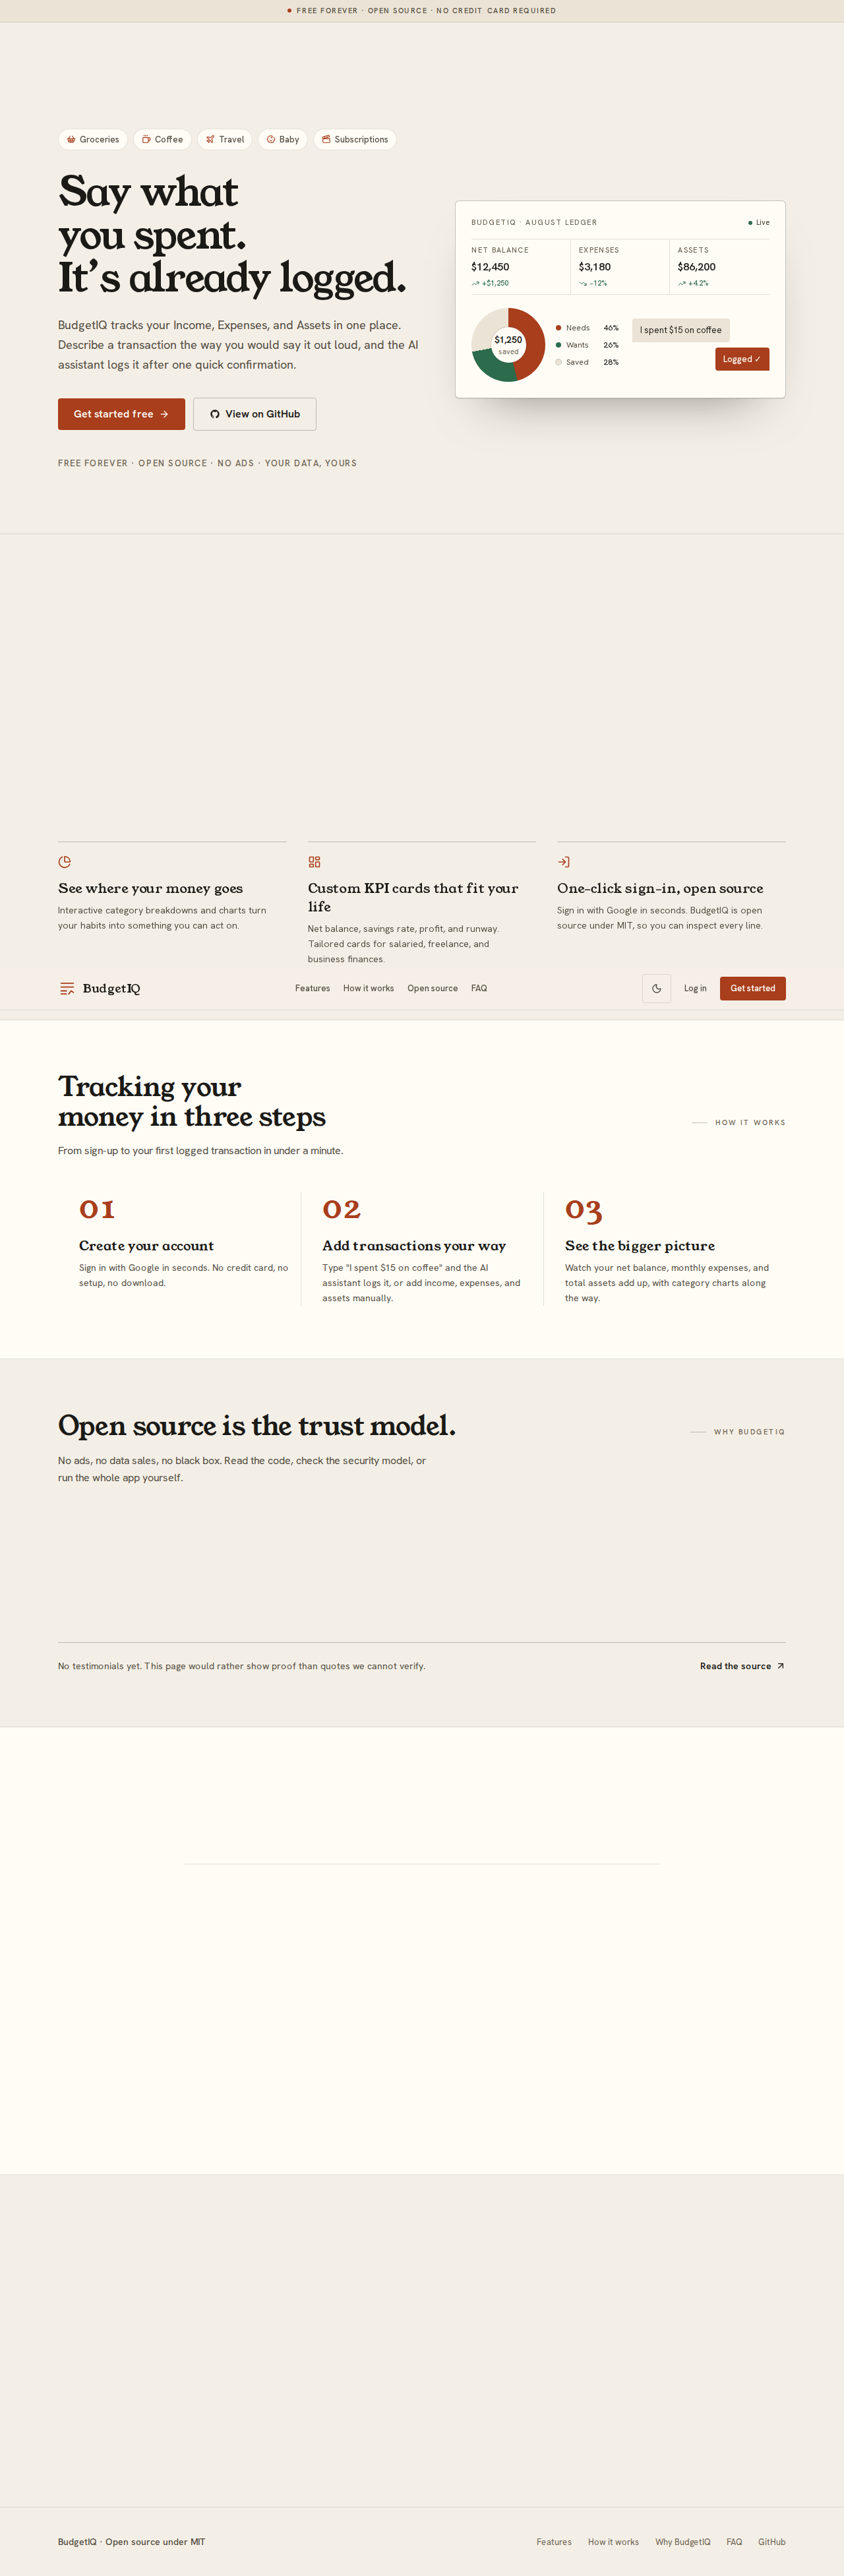 FREE FOREVER · OPEN SOURCE · NO CREDIT CARD REQUIRED
Groceries
Coffee
Travel
Baby
Subscriptions
Say what
you spent.
It’s already logged.
BudgetIQ tracks your Income, Expenses, and Assets in one place.
Describe a transaction the way you would say it out loud, and the AI
assistant logs it after one quick confirmation.
Get started free →
View on GitHub
FREE FOREVER · OPEN SOURCE · NO ADS · YOUR DATA, YOURS
BUDGETIQ · AUGUST LEDGER
Live
NET BALANCE
$12,450
+$1,250
EXPENSES
$3,180
−12%
ASSETS
$86,200
+4.2%
$1,250
saved
Needs 46%
Wants 26%
Saved 28%
I spent $15 on coffee
Logged ✓
See where your money goes
Interactive category breakdowns and charts turn
your habits into something you can act on.
Custom KPI cards that fit your
life
Net balance, savings rate, profit, and runway.
Tailored cards for salaried, freelance, and
business finances.
One-click sign-in, open source
Sign in with Google in seconds. BudgetIQ is open
source under MIT, so you can inspect every line.
BudgetIQ
Features
How it works
Open source
FAQ
Log in
Get started
Tracking your
money in three steps
HOW IT WORKS
From sign-up to your first logged transaction in under a minute.
01
Create your account
Sign in with Google in seconds. No credit card, no
setup, no download.
02
Add transactions your way
Type "I spent $15 on coffee" and the AI
assistant logs it, or add income, expenses, and
assets manually.
03
See the bigger picture
Watch your net balance, monthly expenses, and
total assets add up, with category charts along
the way.
Open source is the trust model.
WHY BUDGETIQ
No ads, no data sales, no black box. Read the code, check the security model, or
run the whole app yourself.
No testimonials yet. This page would rather show proof than quotes we cannot verify.
Read the source
BudgetIQ · Open source under MIT
Features
How it works
Why BudgetIQ
FAQ
GitHub